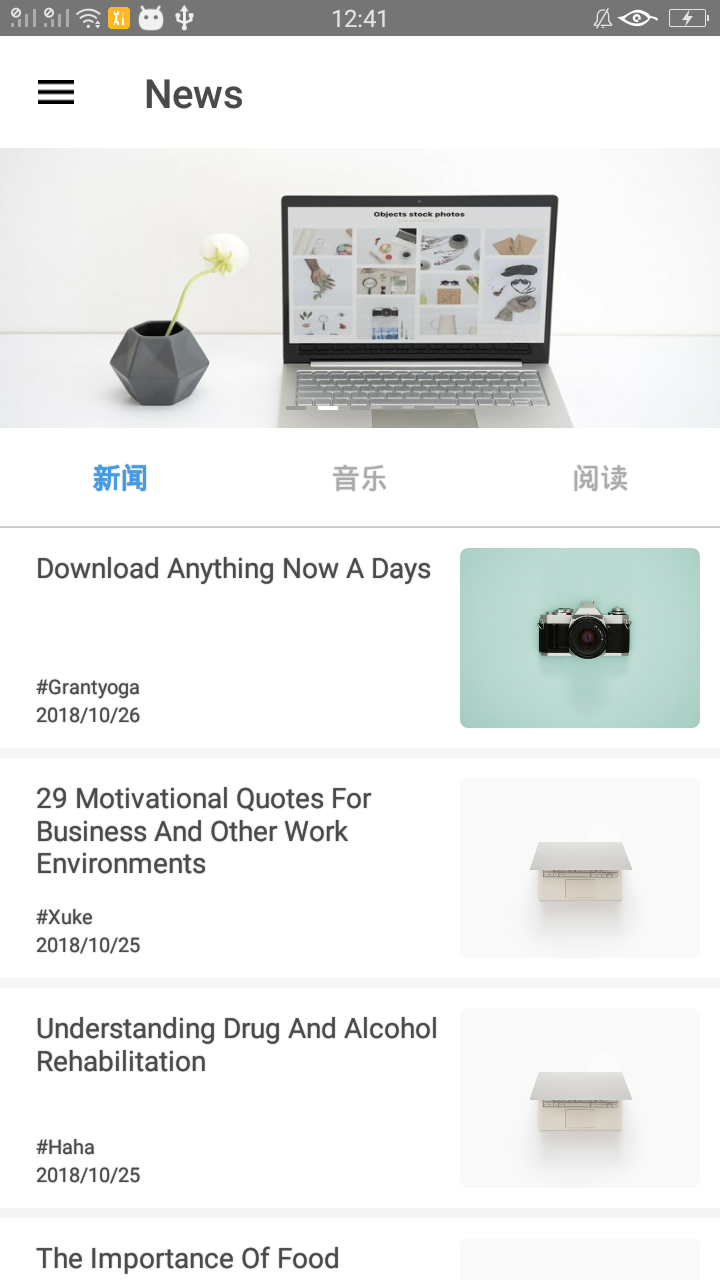 12:41
News
Objects stock photos
新闻
音乐
阅读
Download Anything Now A Days
#Grantyoga
2018/10/26
29 Motivational Quotes For
Business And Other Work
Environments
#Xuke
2018/10/25
Understanding Drug And Alcohol
Rehabilitation
#Haha
2018/10/25
The Importance Of Food